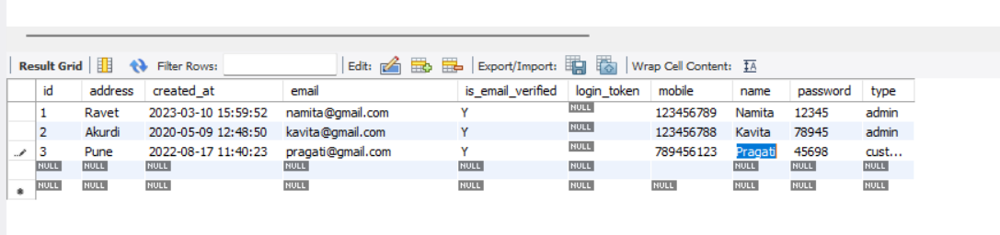 Result Grid Filter Rows: Edit: Export/Import: Wrap Cell Content: IA
id address created_at email is_email_verified login_token mobile name password type
1 Ravet 2023-03-10 15:59:52 namita@gmail.com Y NULL 123456789 Namita 12345 admin
2 Akurdi 2020-05-09 12:48:50 kavita@gmail.com Y NULL 123456788 Kavita 78945 admin
3 Pune 2022-08-17 11:40:23 pragati@gmail.com Y NULL 789456123 Pragati 45698 cust...
NULL NULL NULL NULL NULL NULL NULL NULL NULL
NULL NULL NULL NULL NULL NULL NULL NULL NULL NULL